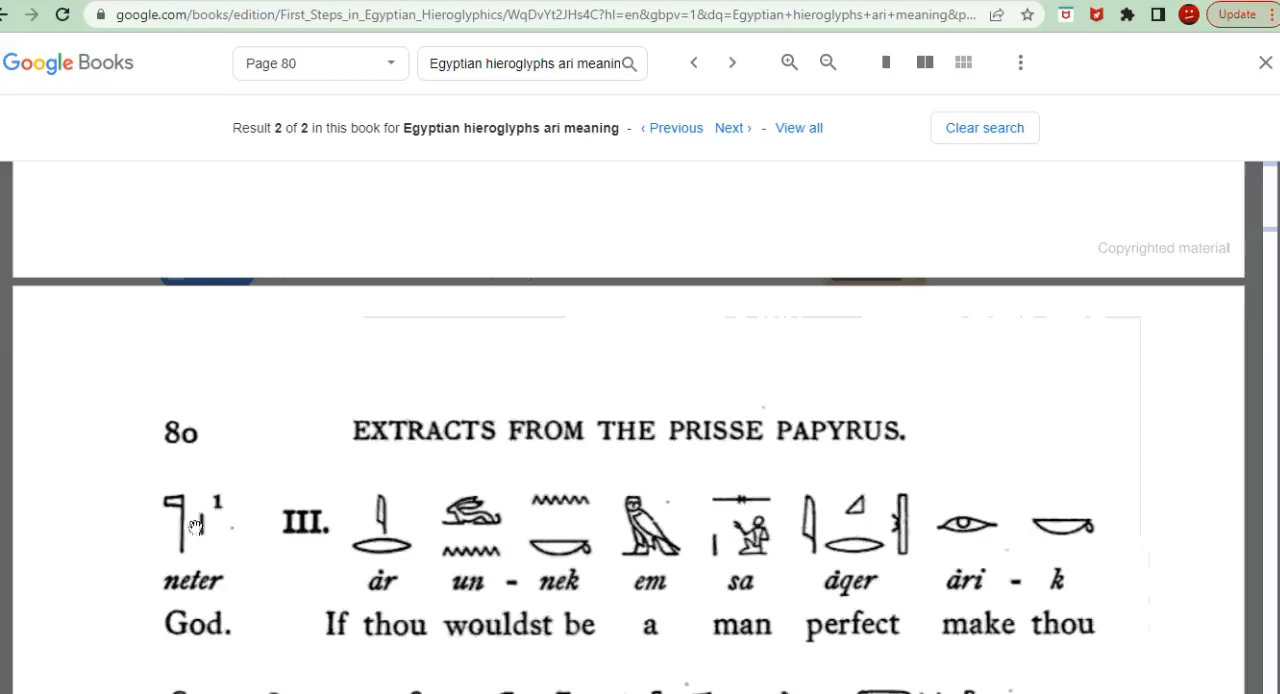 google.com/books/edition/First_Steps_in_Egyptian_Hieroglyphics/WqDvYt2JHs4C?hl=en&gbpv=1&dq=Egyptian+hieroglyphs+ari+meaning&p...
Update
Google Books
Page 80
Egyptian hieroglyphs ari meanin
Result 2 of 2 in this book for Egyptian hieroglyphs ari meaning - ‹ Previous Next › - View all
Clear search
Copyrighted material
80 EXTRACTS FROM THE PRISSE PAPYRUS.
1 III.
neter ȧr un - nek em sa ȧqer ȧri - k
God. If thou wouldst be a man perfect make thou